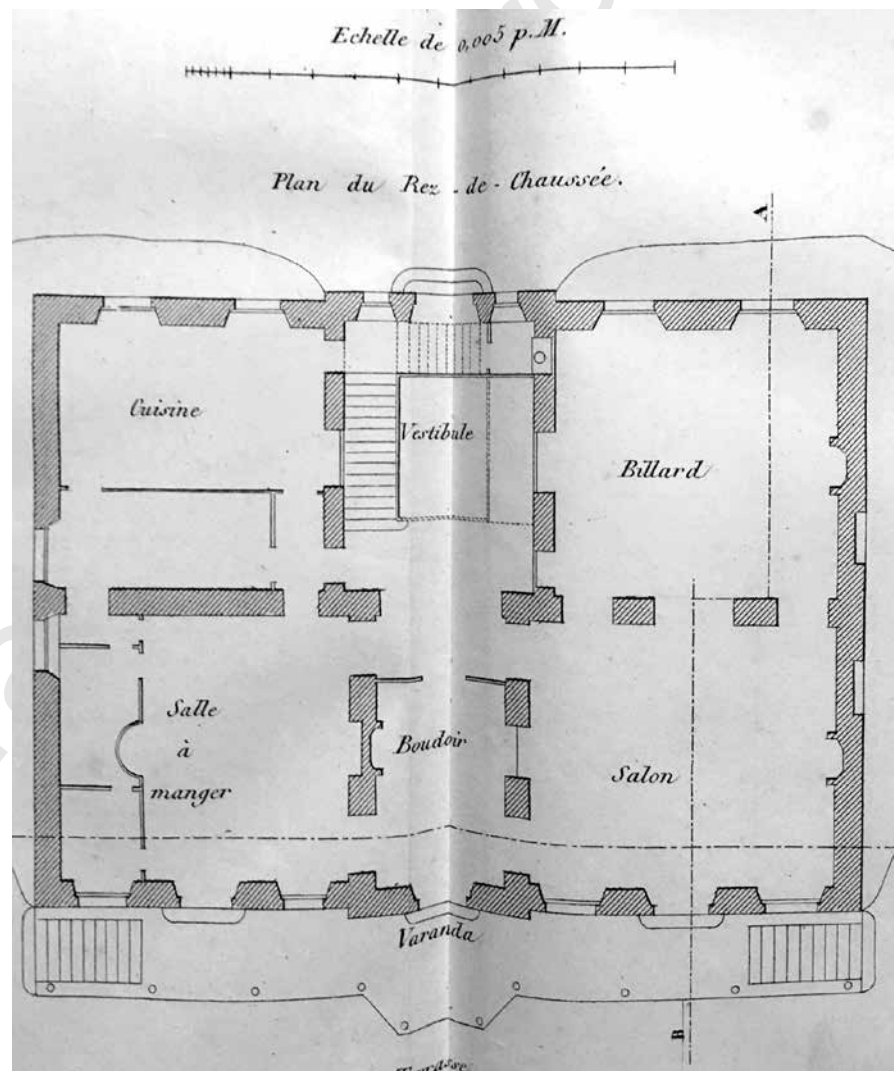 Echelle de 0,005 p.M.
Plan du Rez-de-Chaussée.
A
Cuisine
Vestibule
Billard
Salle
à
manger
Boudoir
Salon
Varanda
B